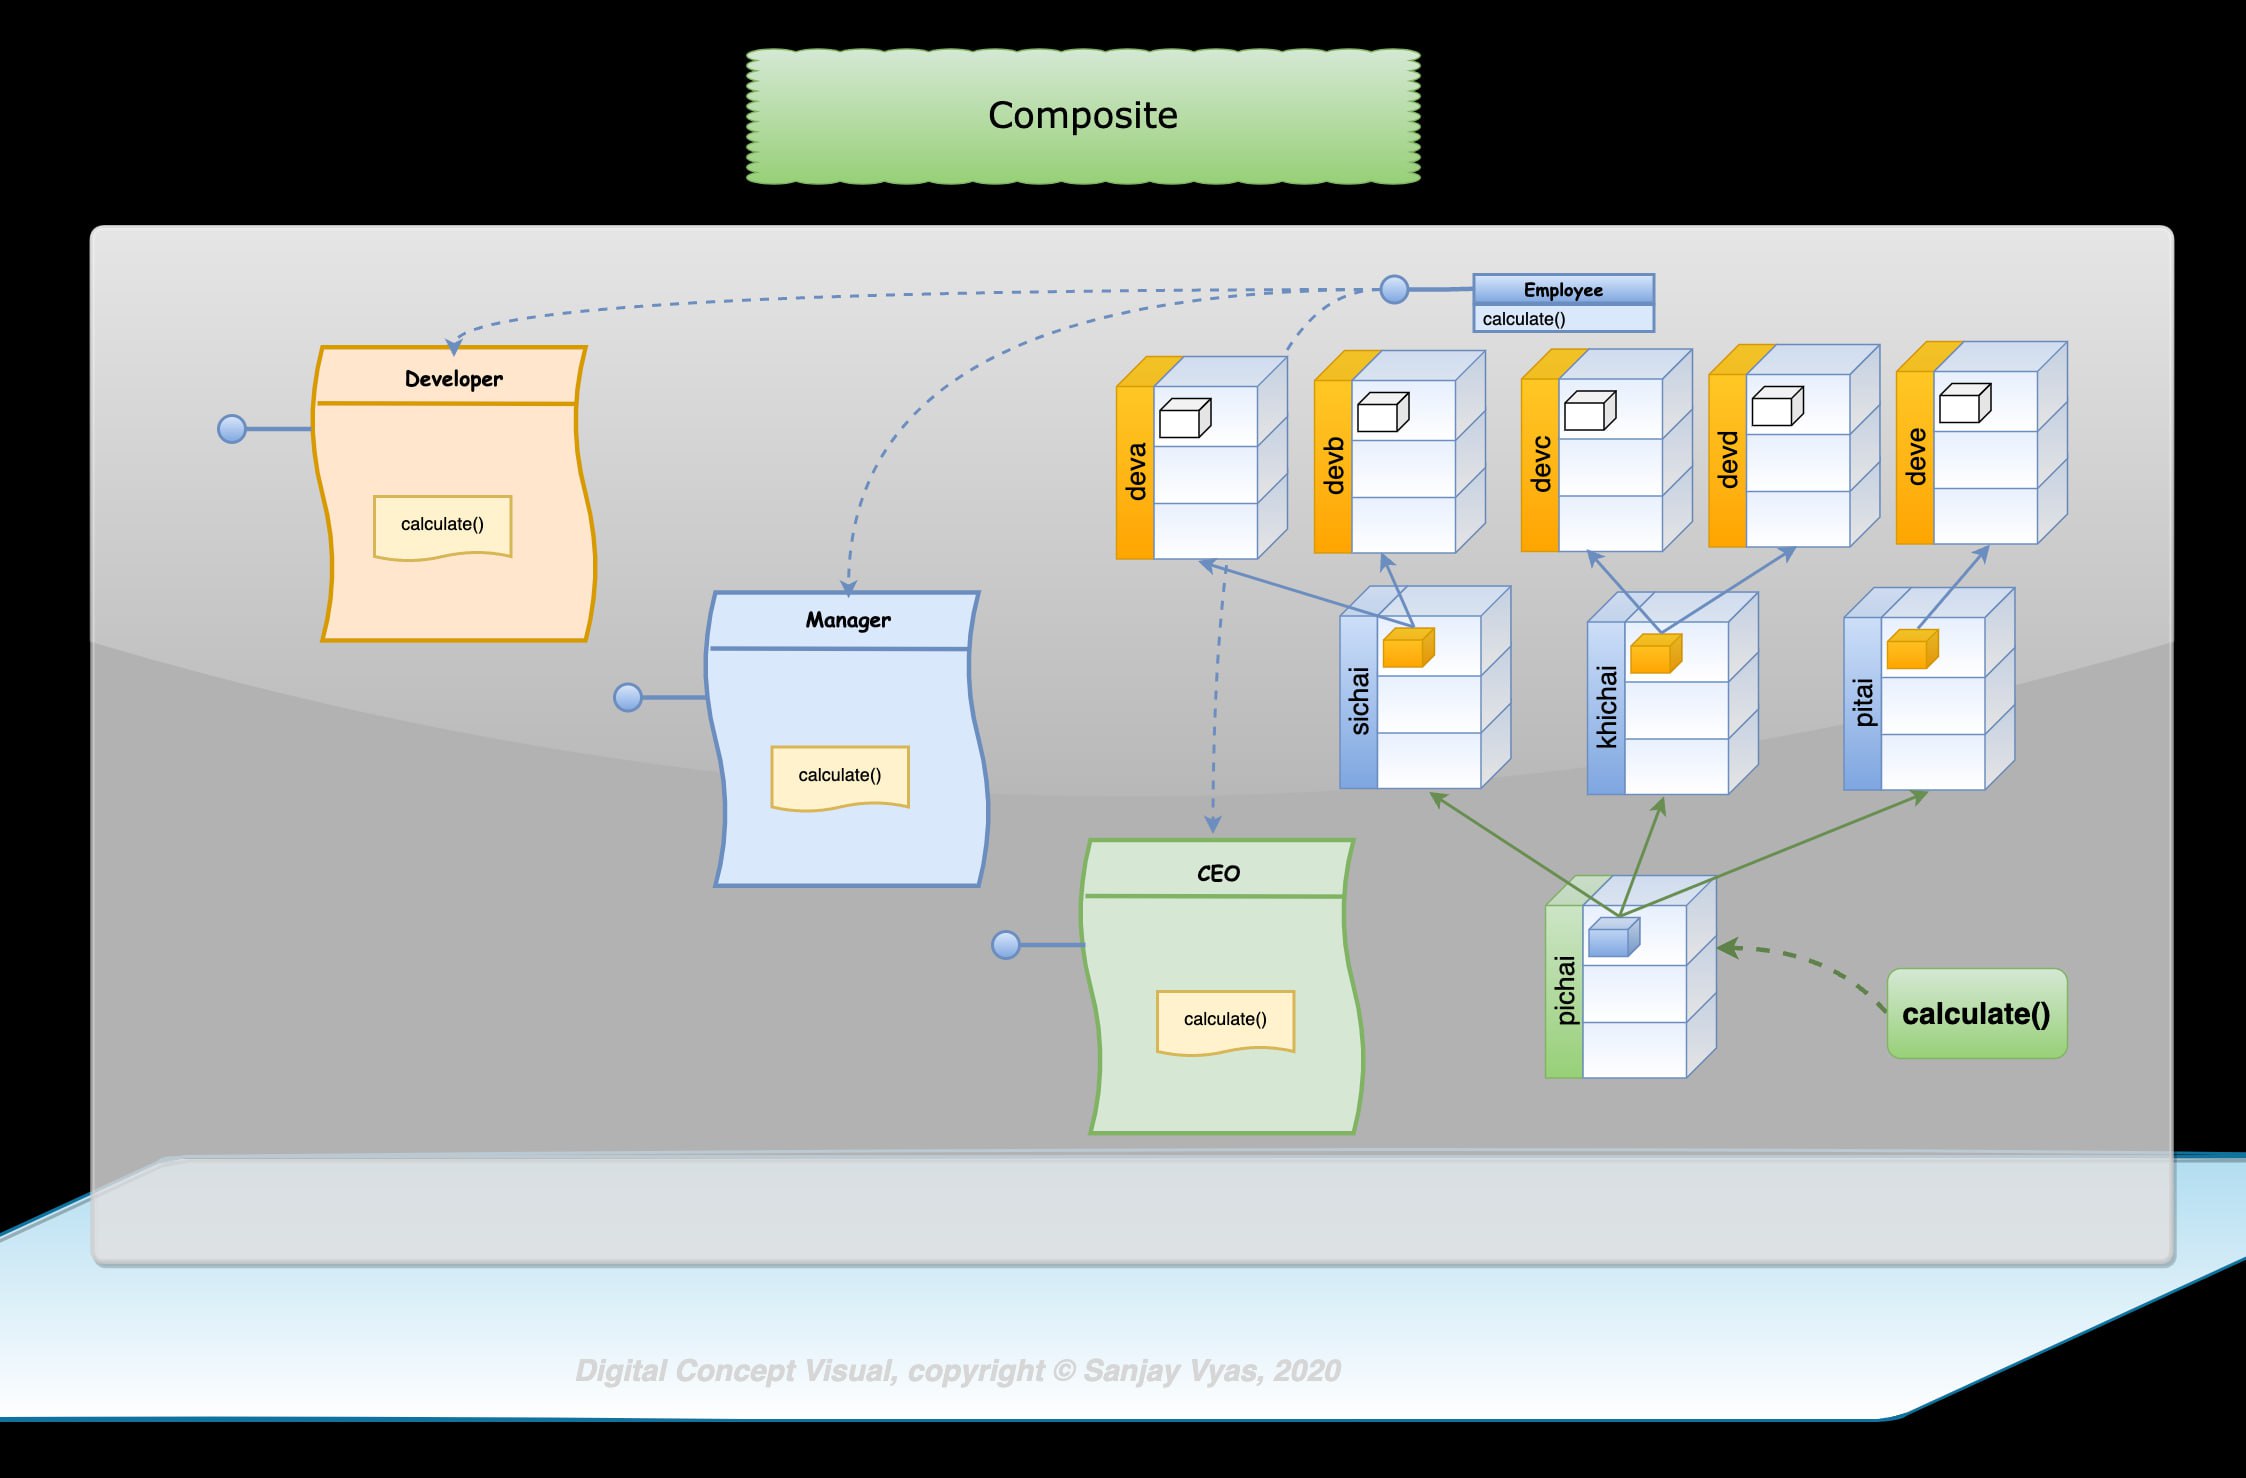 Composite
Employee
calculate()
Developer
calculate()
deva
devb
devc
devd
deve
Manager
calculate()
sichai
khichai
pitai
CEO
calculate()
pichai
calculate()
Digital Concept Visual, copyright © Sanjay Vyas, 2020